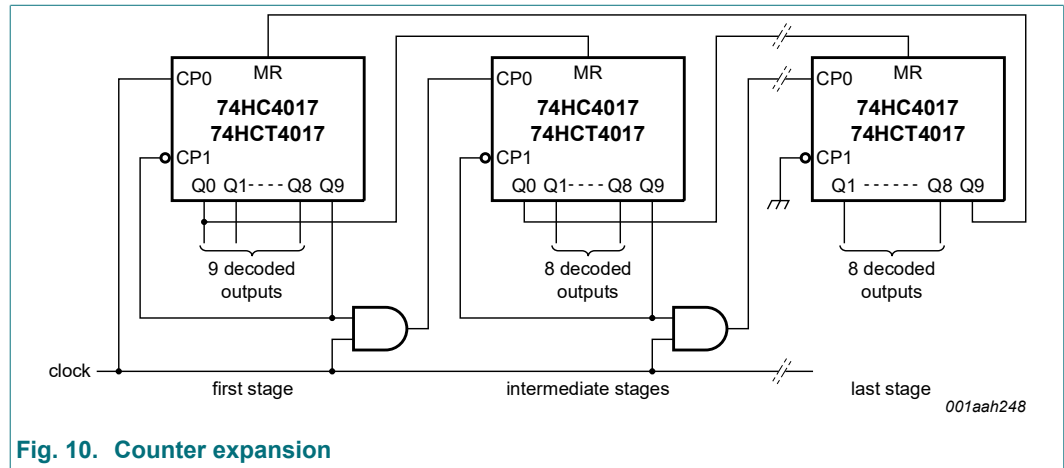 CP0 MR
74HC4017
74HCT4017
CP1
Q0 Q1 - - - - Q8 Q9
9 decoded
outputs
CP0 MR
74HC4017
74HCT4017
CP1
Q0 Q1- - - - Q8 Q9
8 decoded
outputs
CP0 MR
74HC4017
74HCT4017
CP1
Q1 - - - - - - Q8 Q9
8 decoded
outputs
clock
first stage
intermediate stages
last stage
001aah248
Fig. 10. Counter expansion